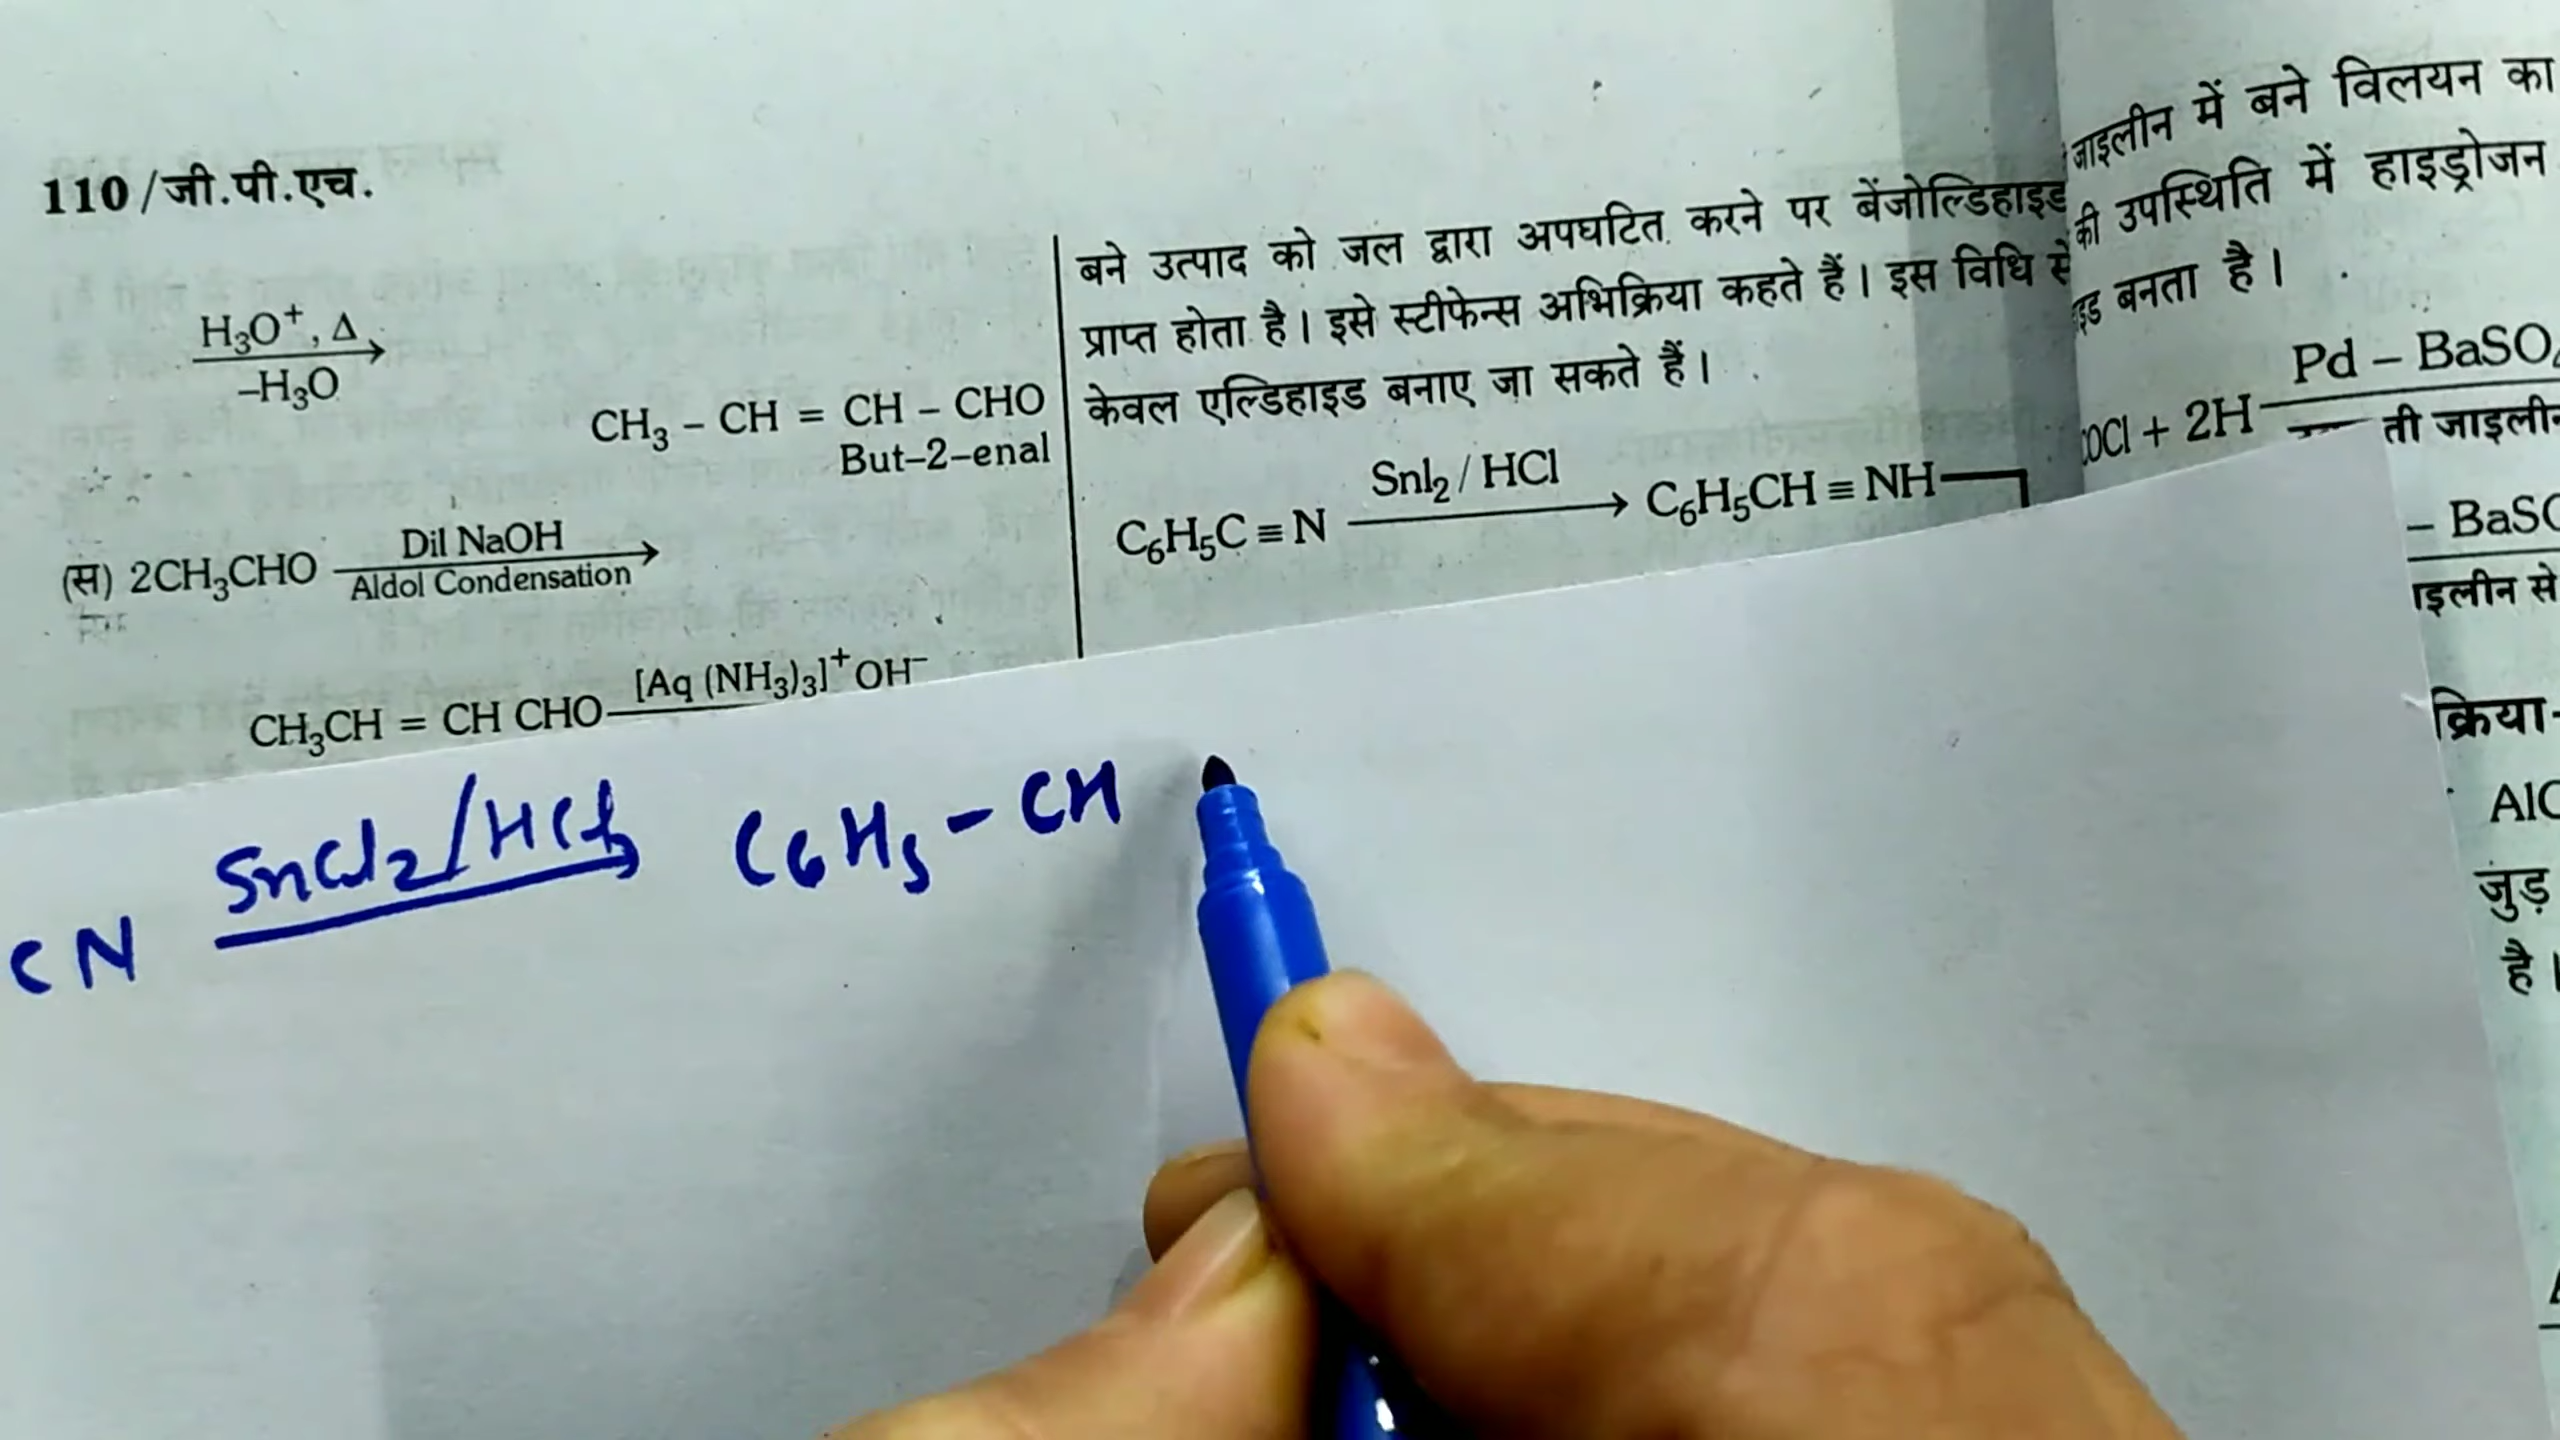 110/जी.पी.एच.
H₃O⁺, Δ
–H₃O
CH₃ – CH = CH – CHO
But–2–enal
(स) 2CH₃CHO Dil NaOH →
Aldol Condensation
CH₃CH = CH CHO [Aq (NH₃)₃]⁺OH⁻
बने उत्पाद को जल द्वारा अपघटित करने पर बेंजोल्डिहाइड
प्राप्त होता है। इसे स्टीफेन्स अभिक्रिया कहते हैं। इस विधि से
केवल एल्डिहाइड बनाए जा सकते हैं।
C₆H₅C ≡ N SnI₂ / HCl → C₆H₅CH ≡ NH
जाइलीन में बने विलयन का
की उपस्थिति में हाइड्रोजन
बनता है।
OCl + 2H Pd – BaSO₄
ती जाइलीन
– BaSO
इलीन से
क्रिया-
AlC
जुड़
है।
CN SnCl₂/HCl → C₆H₅ – CH